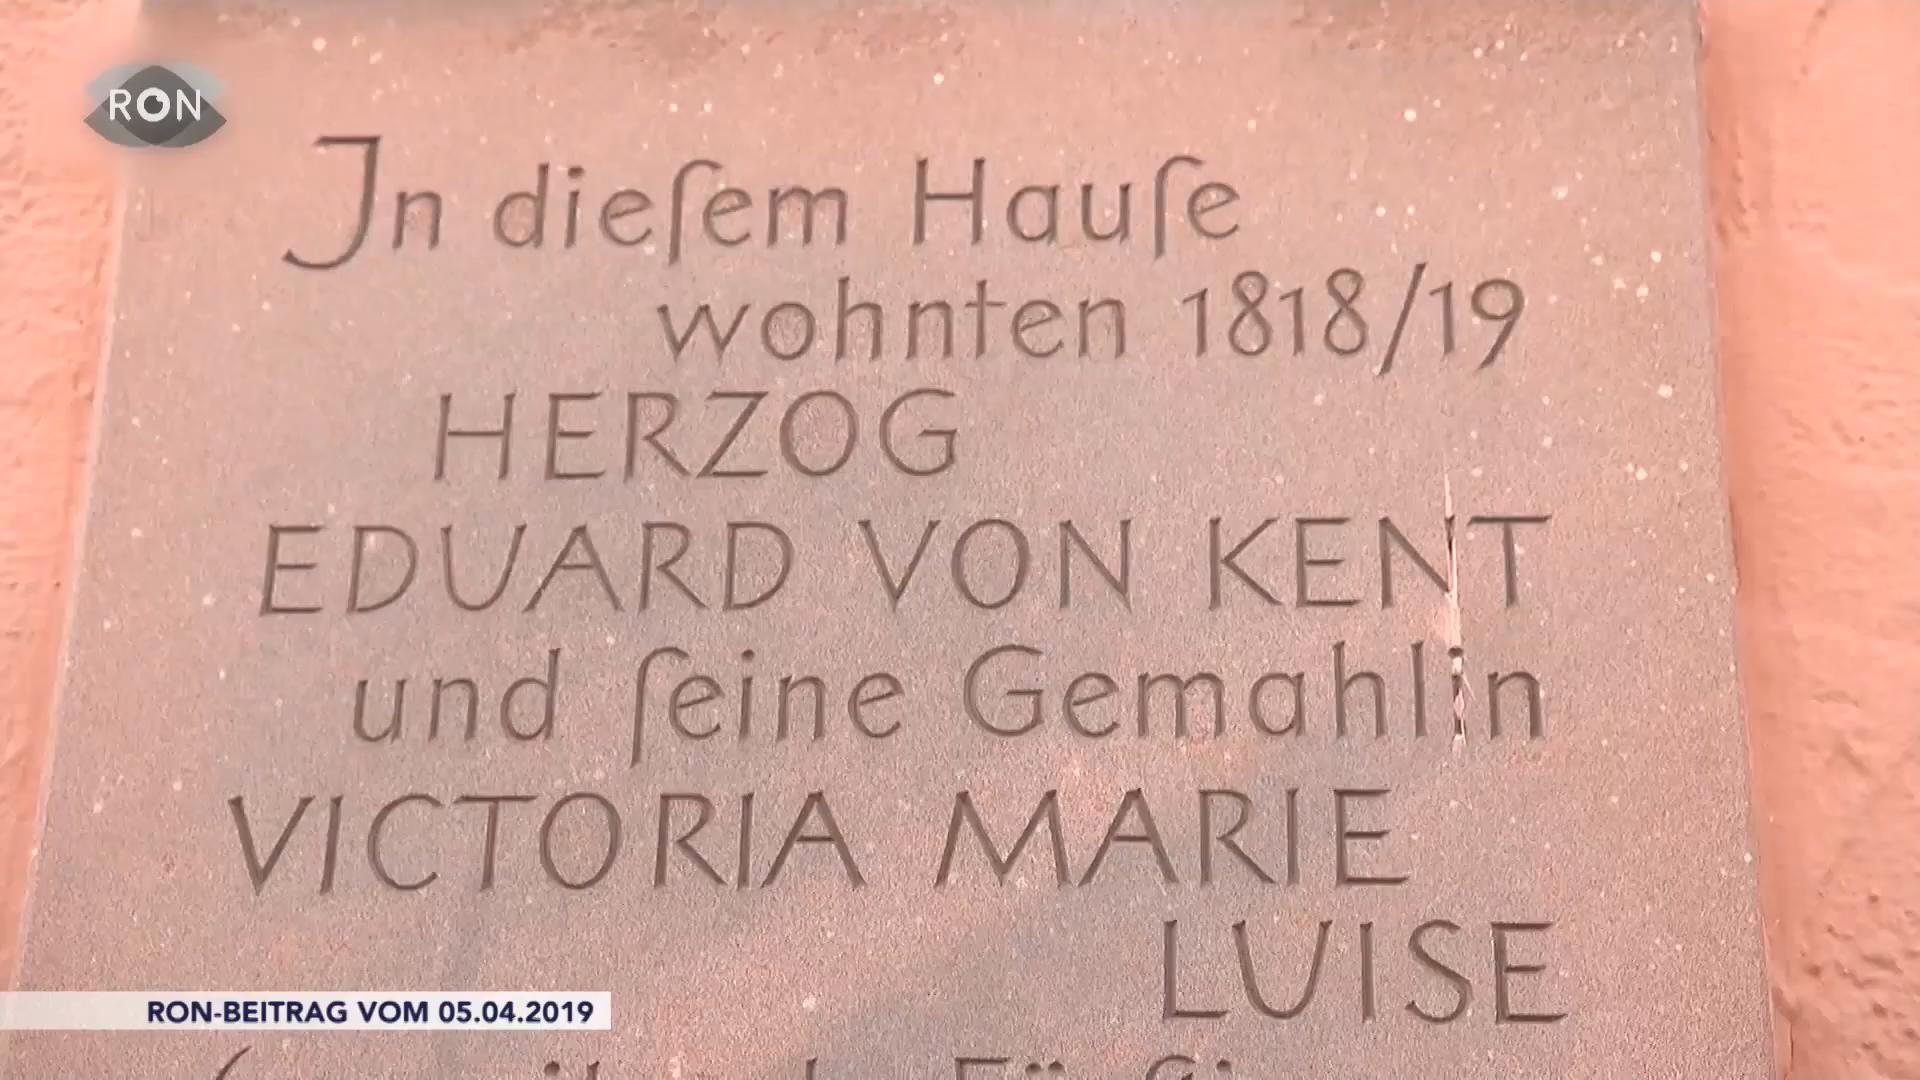 RON
Jn dieſem Hauſe
wohnten 1818/19
HERZOG
EDUARD VON KENT
und ſeine Gemahlin
VICTORIA MARIE
LUISE
RON-BEITRAG VOM 05.04.2019